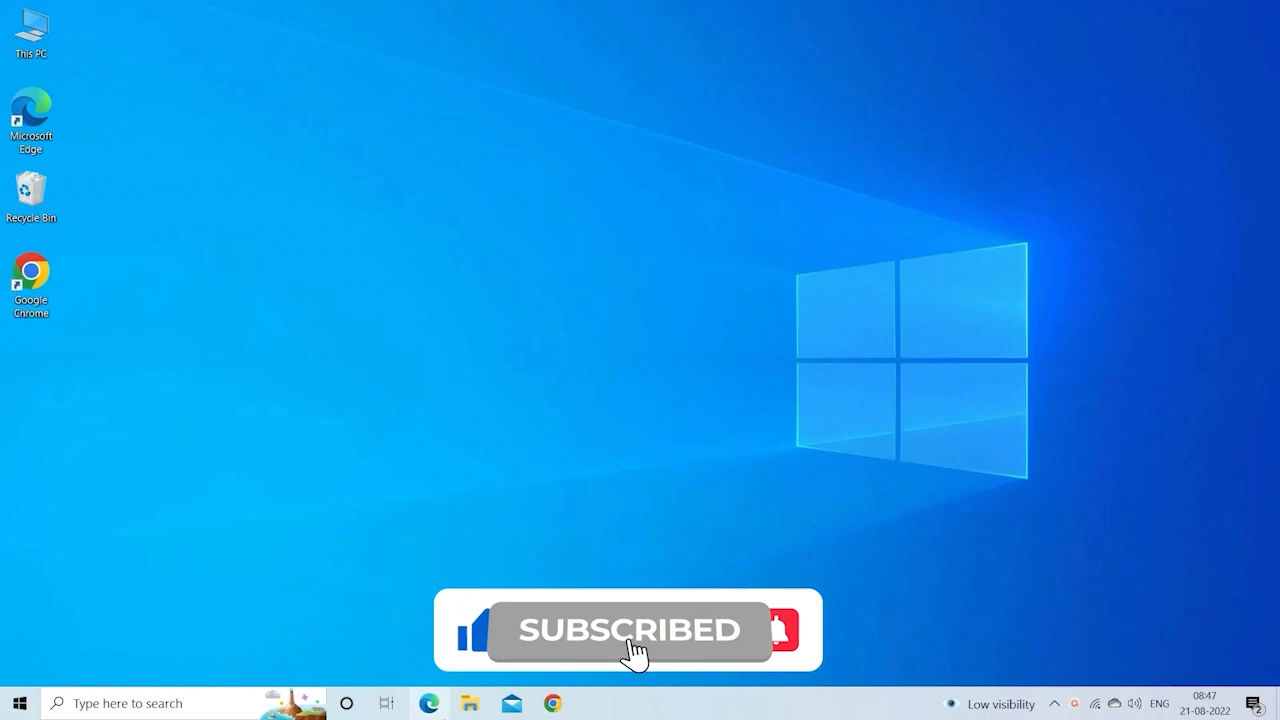 This PC
Microsoft
Edge
Recycle Bin
Google
Chrome
SUBSCRIBED
Type here to search
Low visibility
ENG
08:47
21-08-2022
2